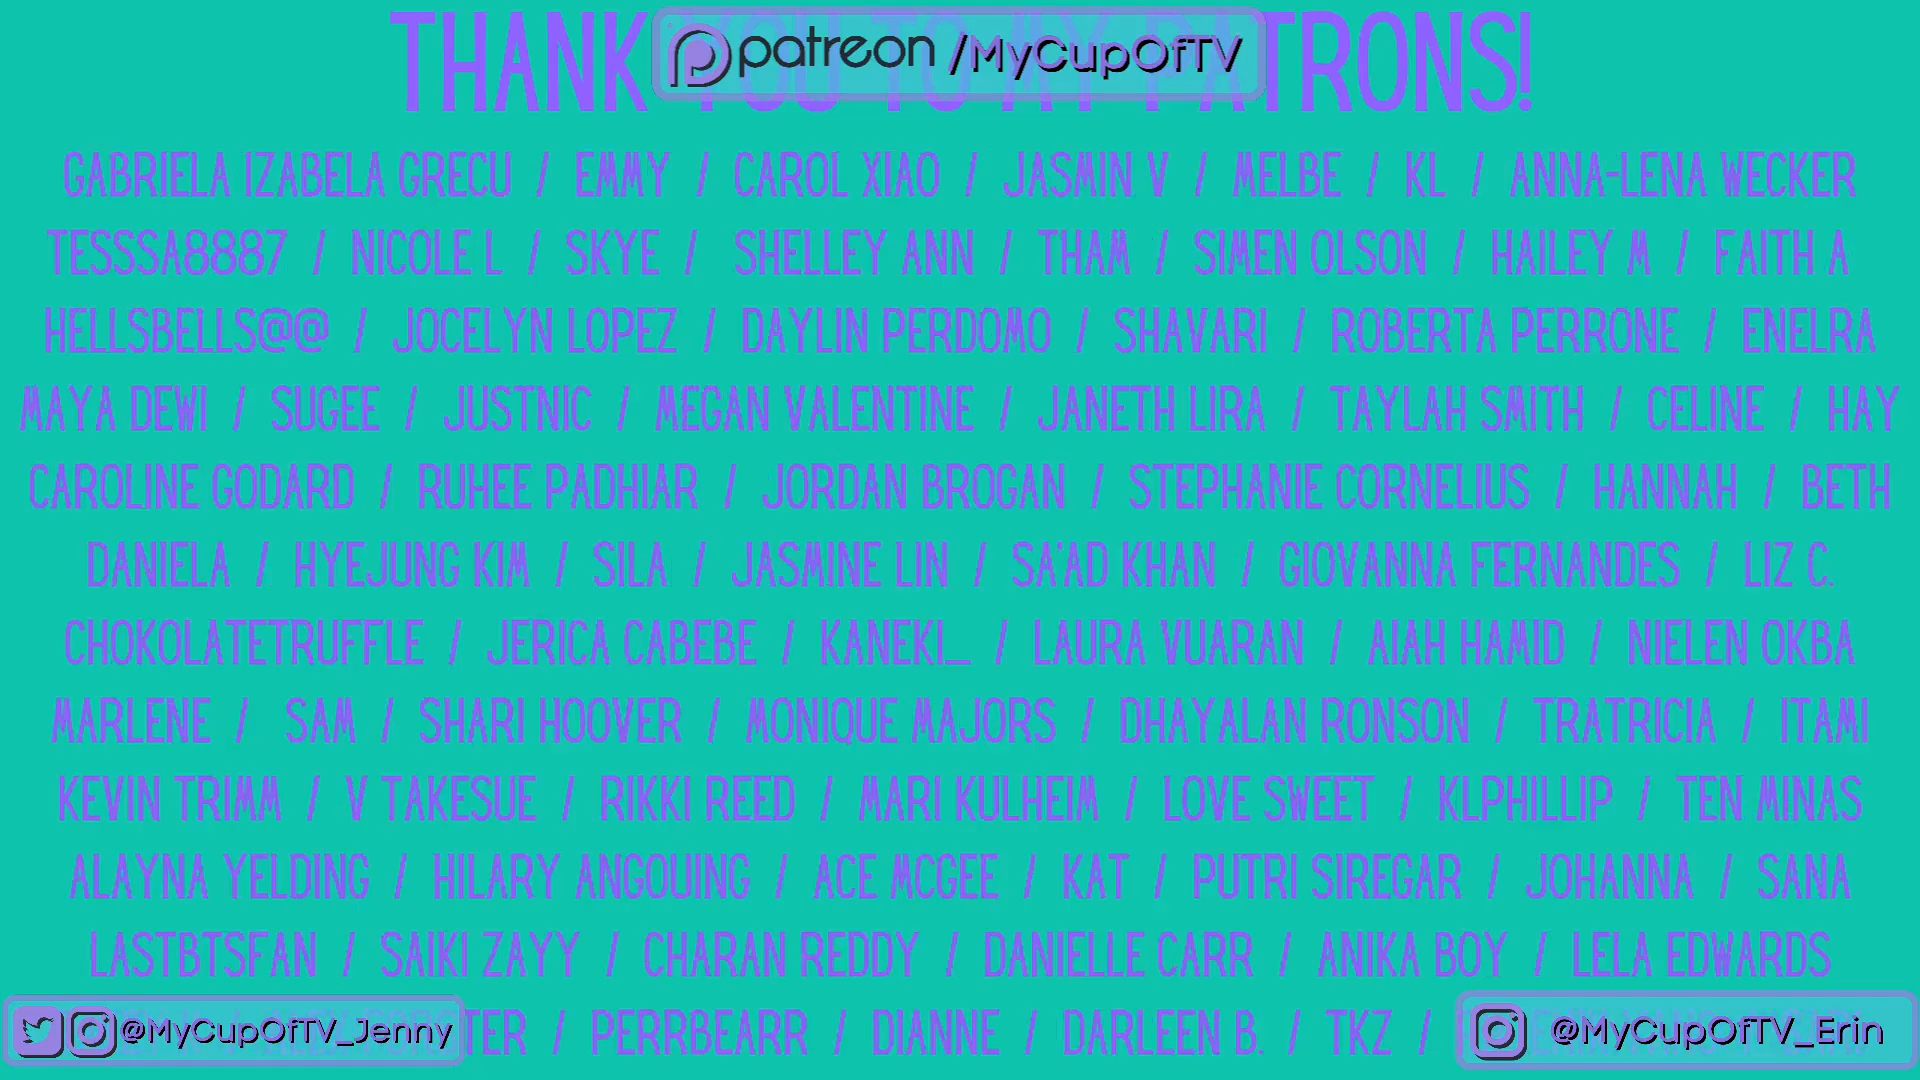 THANK YOU TO MY PATRONS!
patreon /MyCupOfTV
GABRIELA IZABELA GRECU / EMMY / CAROL XIAO / JASMIN V / MELBE / KL / ANNA-LENA WECKER
TESSSA8887 / NICOLE L / SKYE / SHELLEY ANN / THAM / SIMEN OLSON / HAILEY M / FAITH A
HELLSBELLS@@ / JOCELYN LOPEZ / DAYLIN PERDOMO / SHAVARI / ROBERTA PERRONE / ENELRA
MAYA DEWI / SUGEE / JUSTNIC / MEGAN VALENTINE / JANETH LIRA / TAYLAH SMITH / CELINE / HAY
CAROLINE GODARD / RUHEE PADHIAR / JORDAN BROGAN / STEPHANIE CORNELIUS / HANNAH / BETH
DANIELA / HYEJUNG KIM / SILA / JASMINE LIN / SA'AD KHAN / GIOVANNA FERNANDES / LIZ C.
CHOKOLATETRUFFLE / JERICA CABEBE / KANEKI_ / LAURA VUARAN / AIAH HAMID / NIELEN OKBA
MARLENE / SAM / SHARI HOOVER / MONIQUE MAJORS / DHAYALAN RONSON / TRATRICIA / ITAMI
KEVIN TRIMM / V TAKESUE / RIKKI REED / MARI KULHEIM / LOVE SWEET / KLPHILLIP / TEN MINAS
ALAYNA YELDING / HILARY ANGOUING / ACE MCGEE / KAT / PUTRI SIREGAR / JOHANNA / SANA
LASTBTSFAN / SAIKI ZAYY / CHARAN REDDY / DANIELLE CARR / ANIKA BOY / LELA EDWARDS
/ PERRBEARR / DIANNE / DARLEEN B. / TKZ /
@MyCupOfTV_Jenny
@MyCupOfTV_Erin